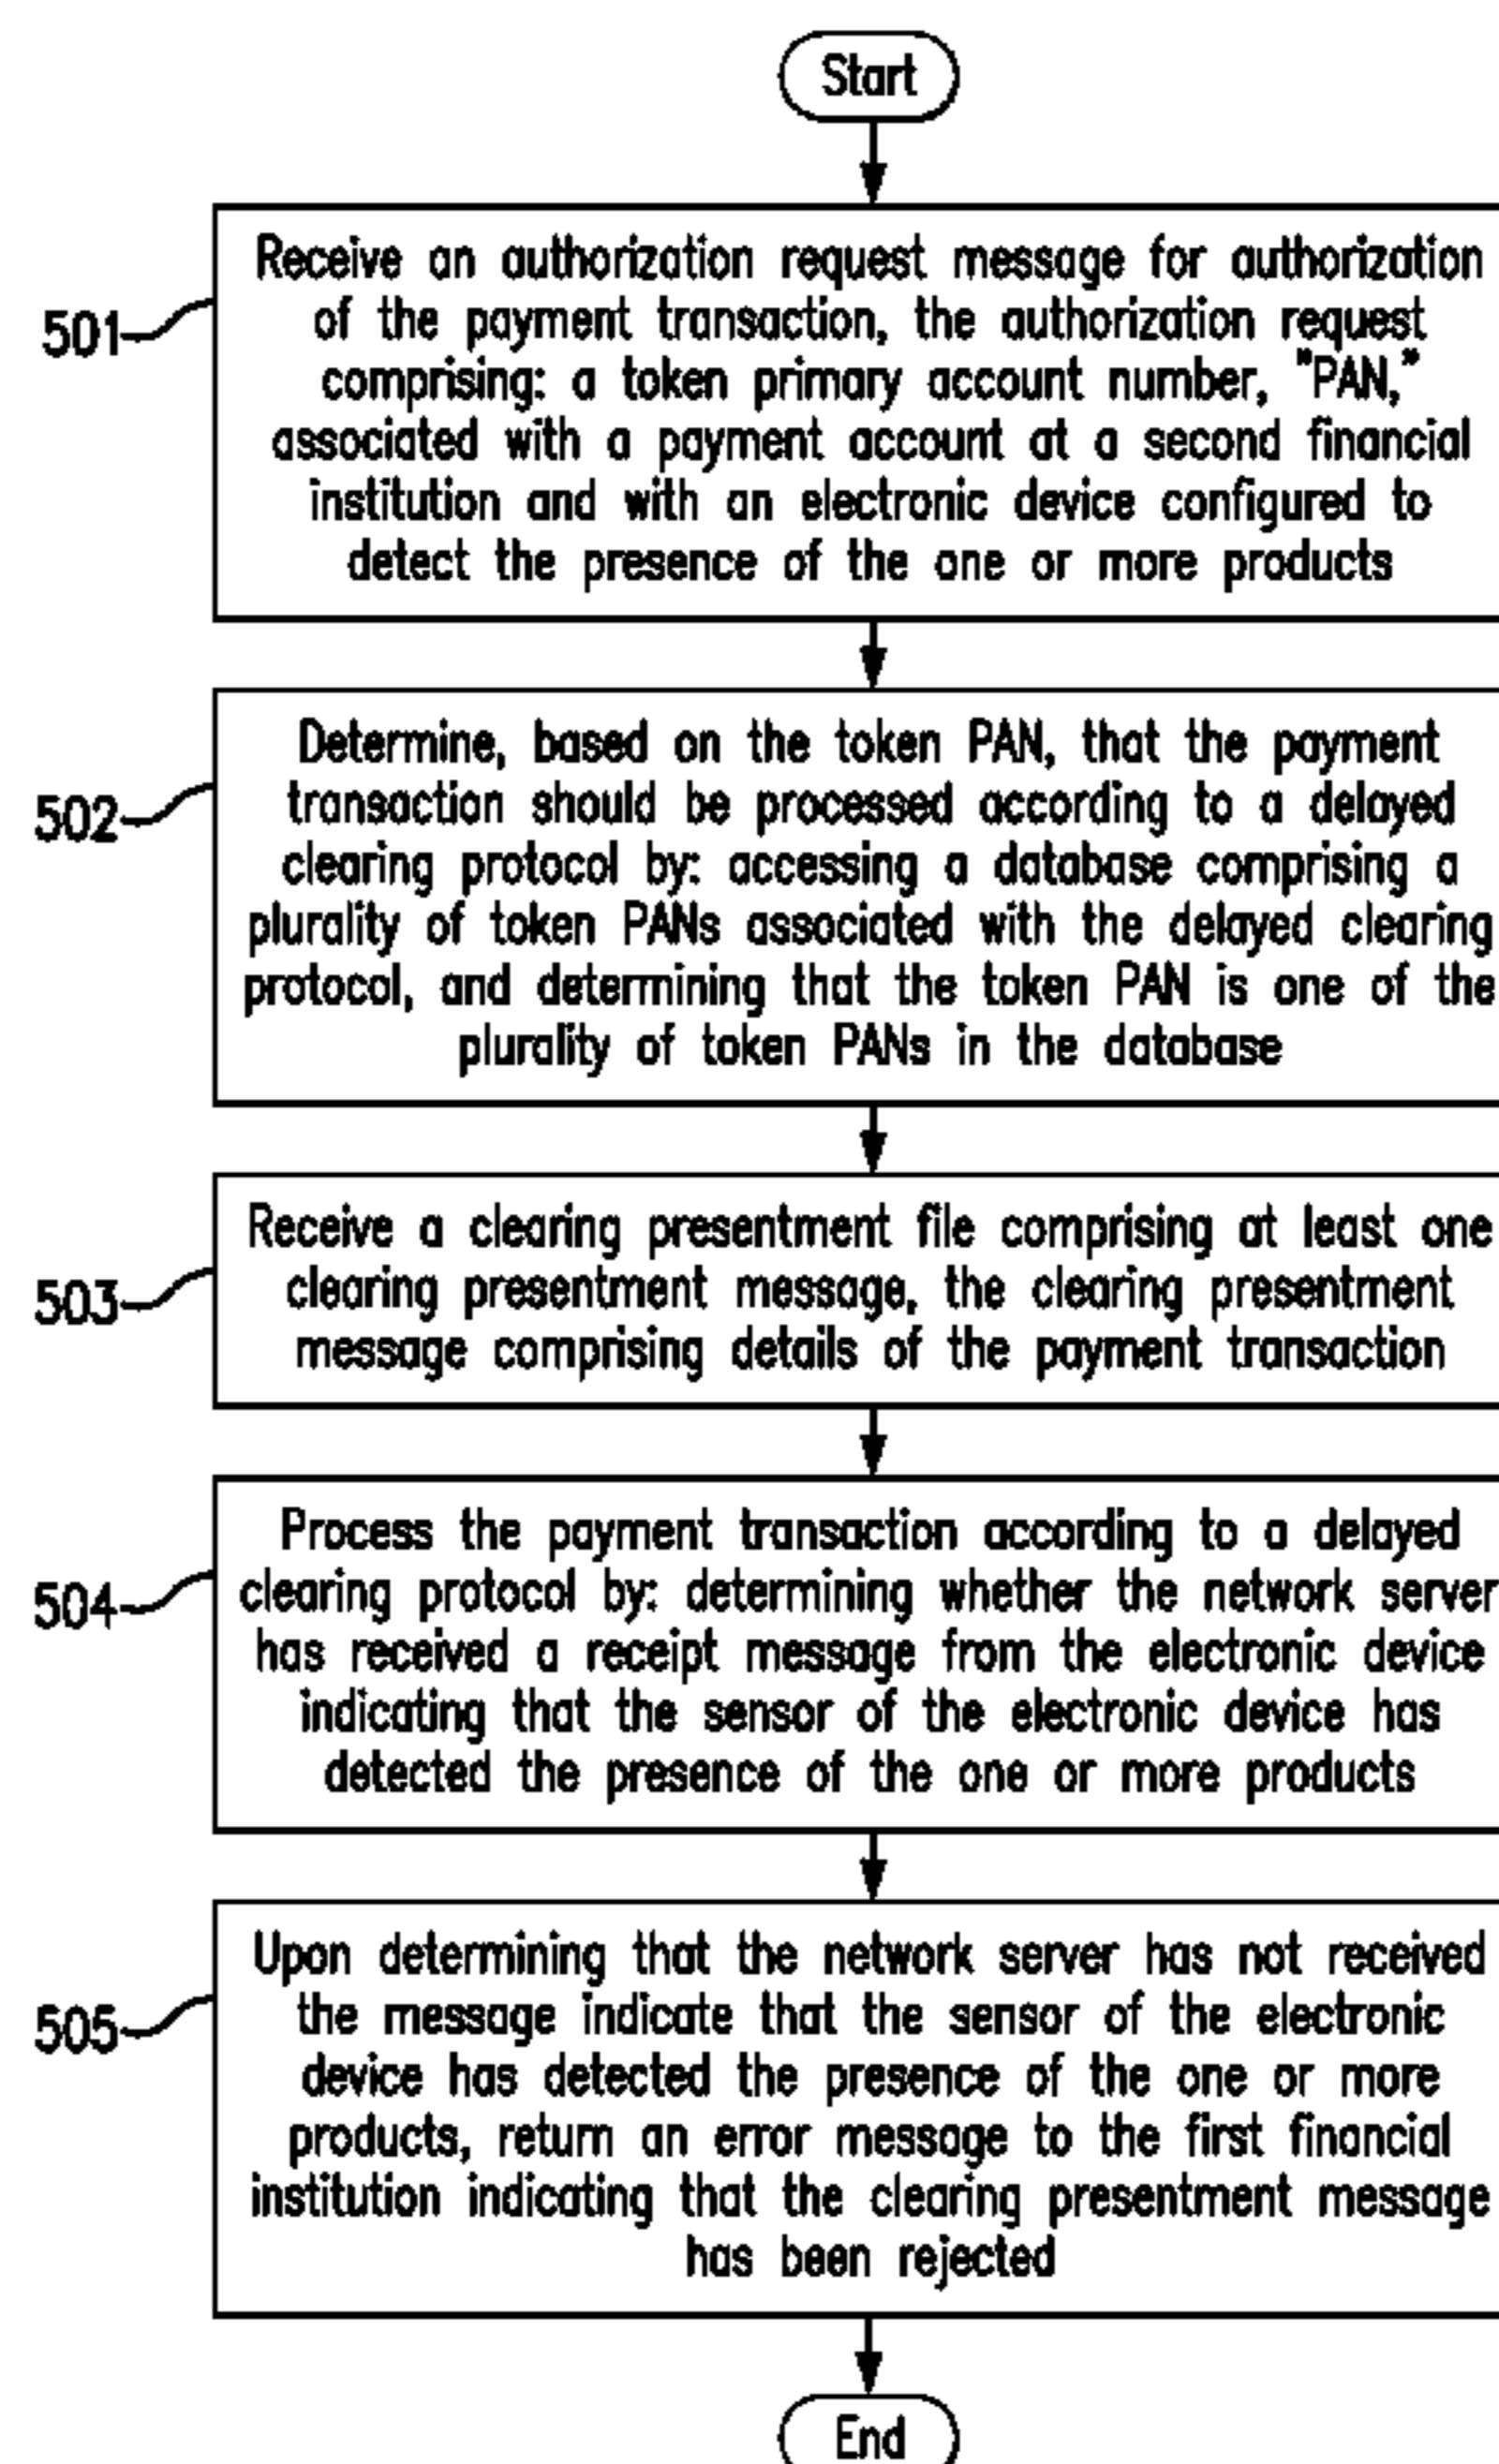 Start
Receive an authorization request message for authorization
of the payment transaction, the authorization request
501
comprising: a token primary account number, "PAN,"
associated with a payment account at a second financial
institution and with an electronic device configured to
detect the presence of the one or more products
Determine, based on the token PAN, that the payment
transaction should be processed according to a delayed
502
clearing protocol by: accessing a database comprising a
plurality of token PANs associated with the delayed clearing
protocol, and determining that the token PAN is one of the
plurality of token PANs in the database
Receive a clearing presentment file comprising at least one
clearing presentment message, the clearing presentment
503
message comprising details of the payment transaction
Process the payment transaction according to a delayed
clearing protocol by: determining whether the network server
504
has received a receipt message from the electronic device
indicating that the sensor of the electronic device has
detected the presence of the one or more products
Upon determining that the network server has not received
the message indicate that the sensor of the electronic
505
device has detected the presence of the one or more
products, return an error message to the first financial
institution indicating that the clearing presentment message
has been rejected
End